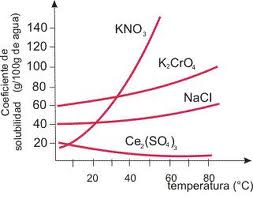 Coeficiente de
solubilidad (g/100g de agua)
140
120
100
80
60
40
20
KNO₃
K₂CrO₄
NaCl
Ce₂(SO₄)₃
20 40 60 80
temperatura (°C)